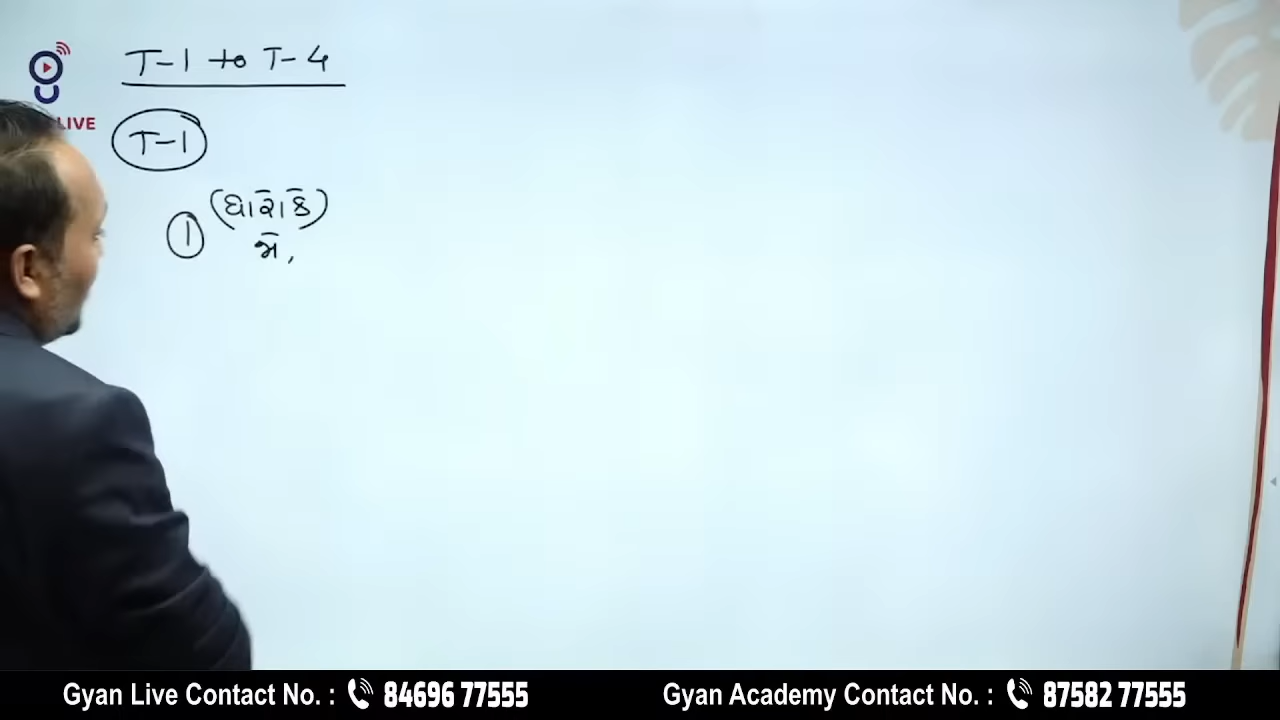 T-1 to T-4
LIVE
T-1
(ધારાકે)
1
જે,
Gyan Live Contact No. : 84696 77555
Gyan Academy Contact No. : 87582 77555